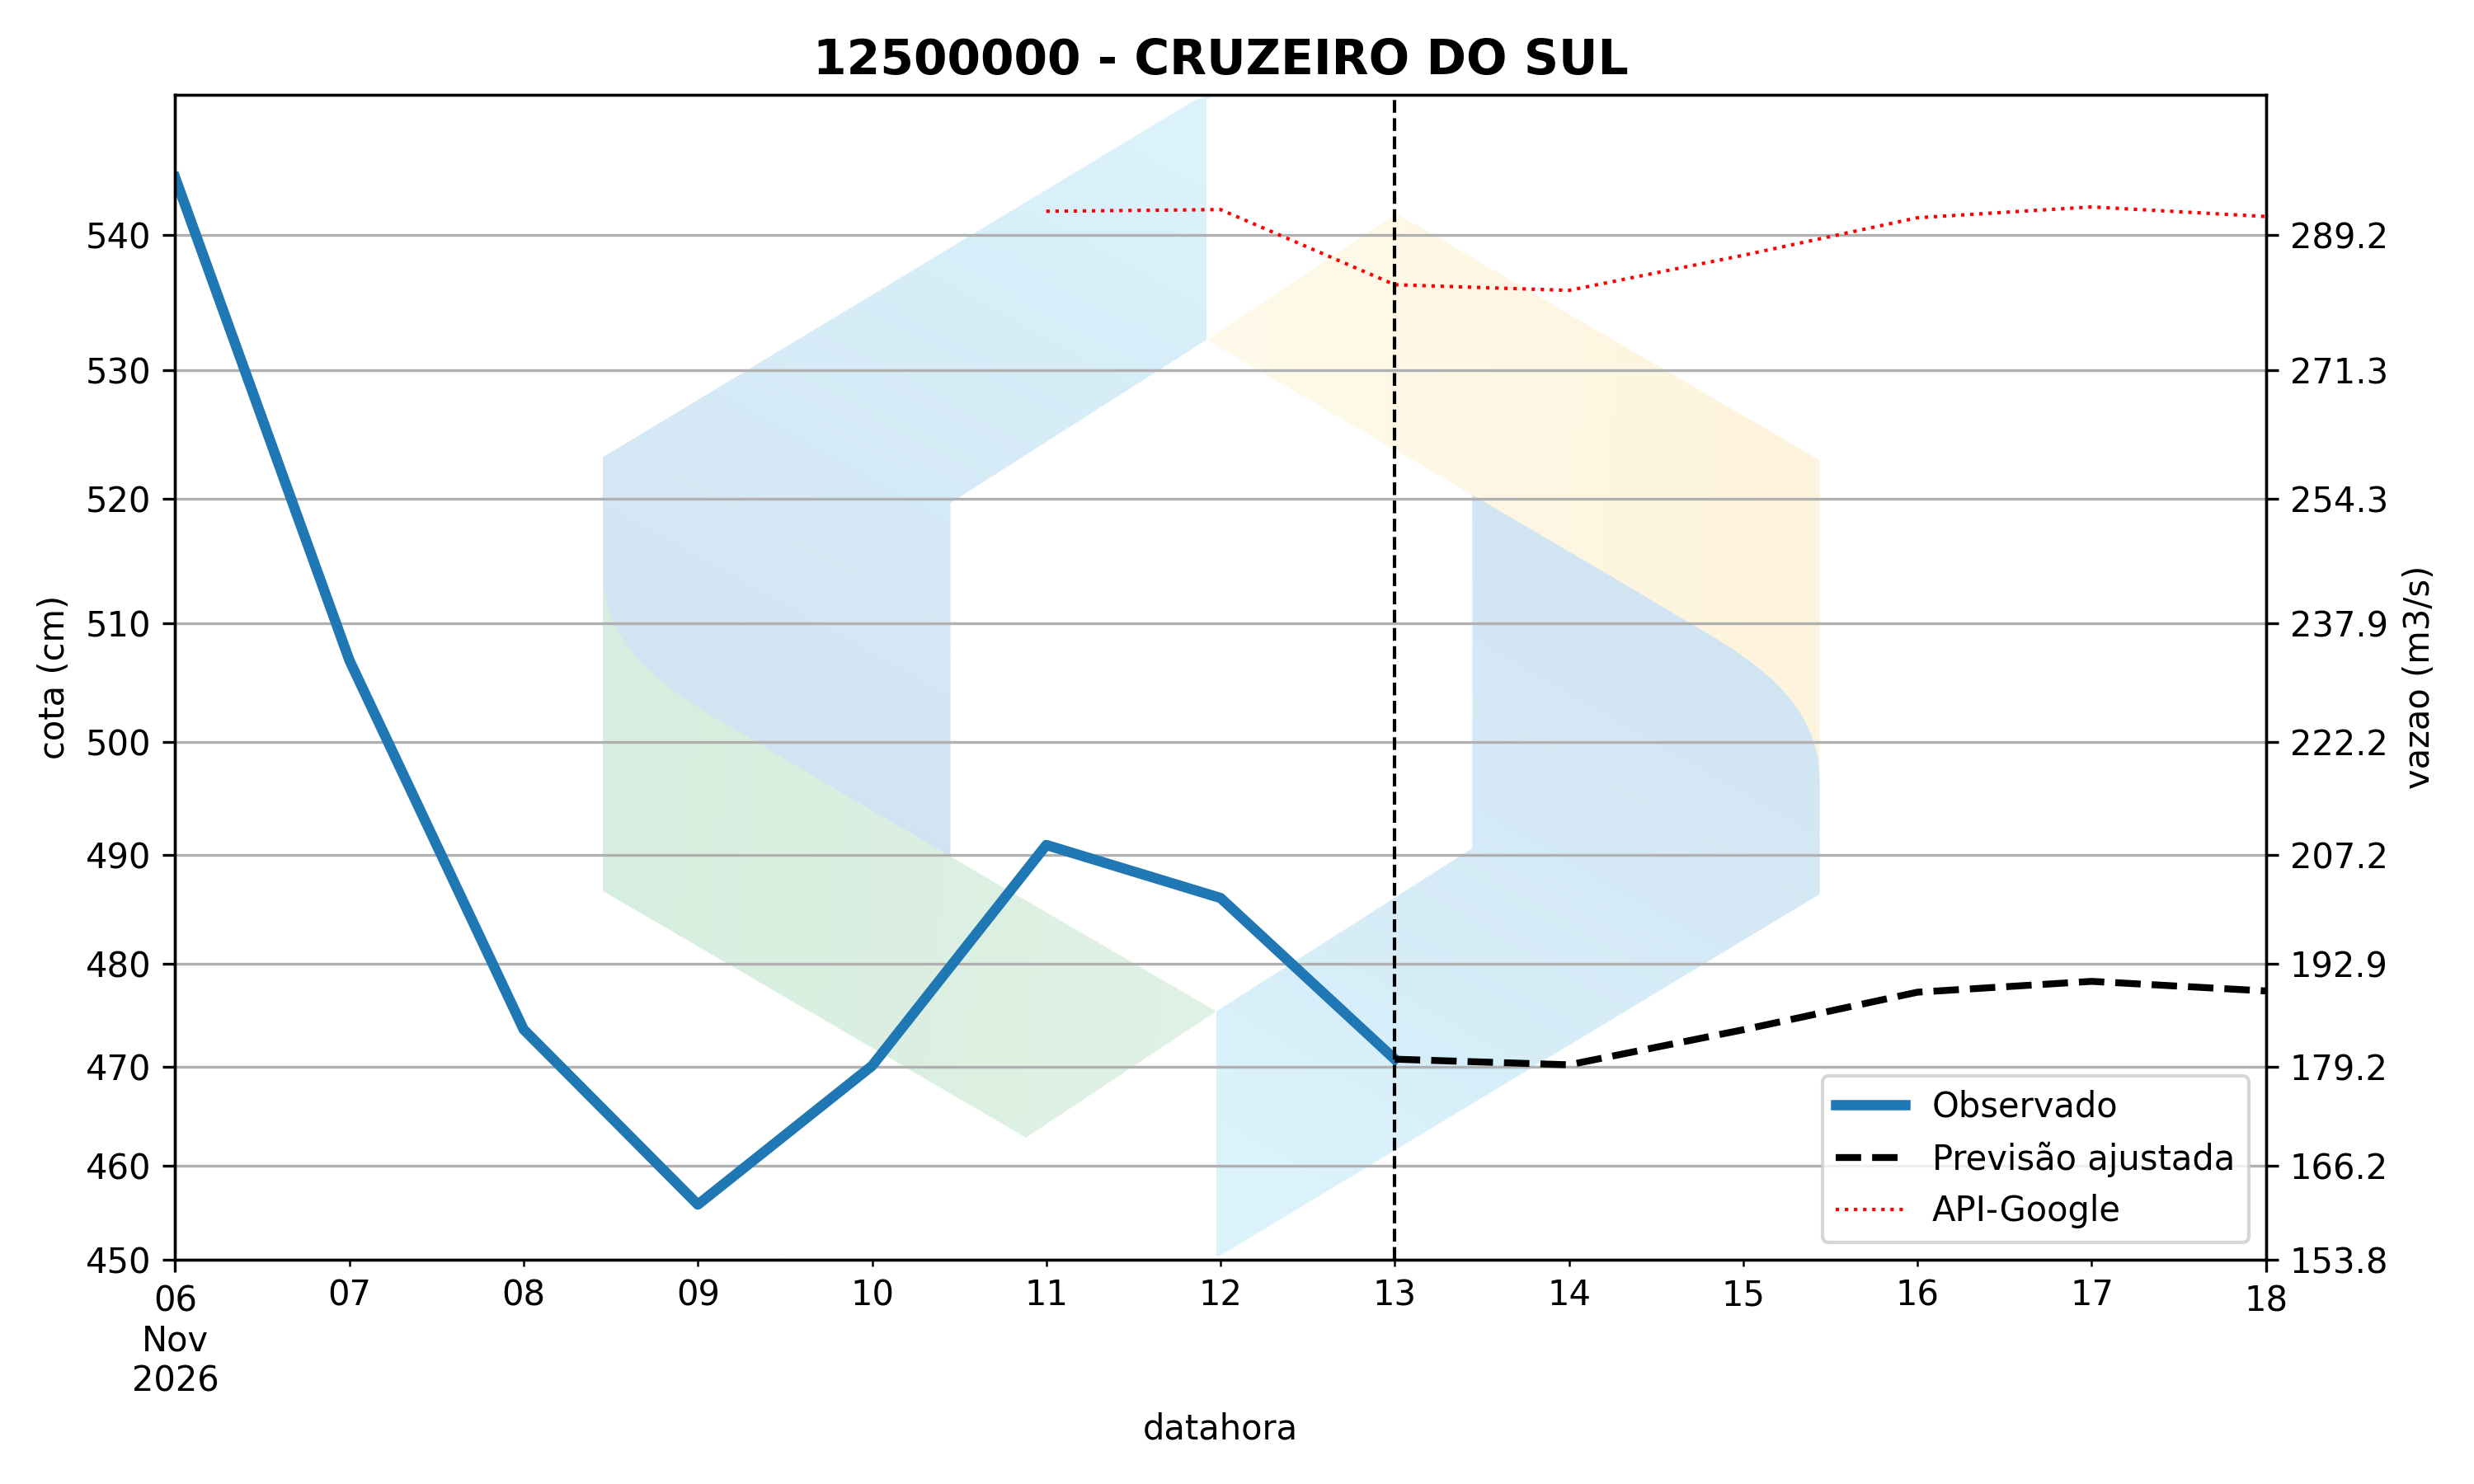 12500000 - CRUZEIRO DO SUL
cota (cm)
540
530
520
510
500
490
480
470
460
450
289.2
271.3
254.3
237.9
222.2
207.2
192.9
179.2
166.2
153.8
vazao (m3/s)
Observado
Previsão ajustada
API-Google
06 07 08 09 10 11 12 13 14 15 16 17 18
Nov
2026
datahora